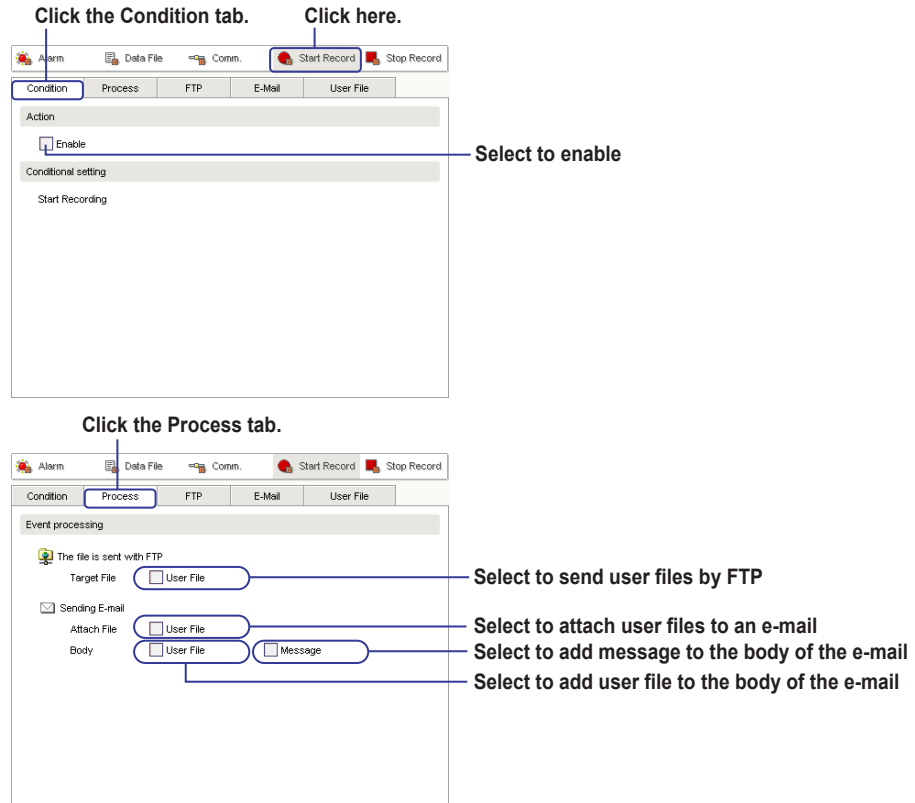 Click the Condition tab. Click here.
Alarm Data File Comm. Start Record Stop Record
Condition Process FTP E-Mail User File
Action
Enable
Select to enable
Conditional setting
Start Recording
Click the Process tab.
Alarm Data File Comm. Start Record Stop Record
Condition Process FTP E-Mail User File
Event processing
The file is sent with FTP
Target File User File
Select to send user files by FTP
Sending E-mail
Attach File User File
Select to attach user files to an e-mail
Body User File Message
Select to add message to the body of the e-mail
Select to add user file to the body of the e-mail